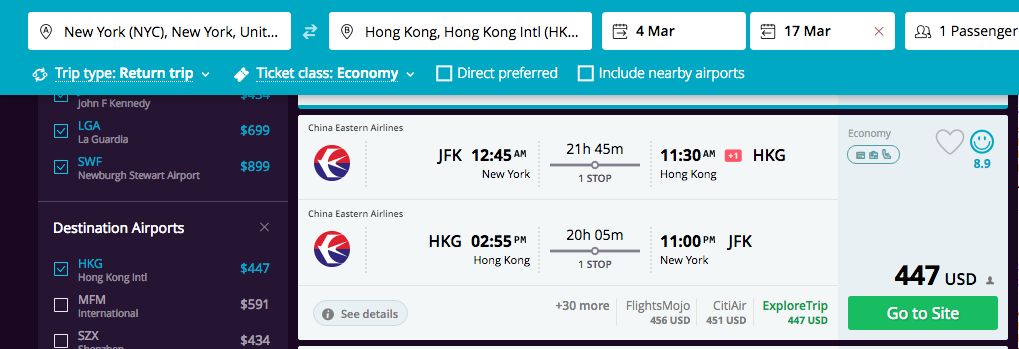 New York (NYC), New York, Unit...
Hong Kong, Hong Kong Intl (HK...
4 Mar
17 Mar
1 Passenger
Trip type: Return trip
Ticket class: Economy
Direct preferred
Include nearby airports
$434
John F Kennedy
LGA $699
La Guardia
SWF $899
Newburgh Stewart Airport
Destination Airports
HKG $447
Hong Kong Intl
MFM $591
International
SZX $434
Shenzhen
China Eastern Airlines
JFK 12:45 AM
New York
21h 45m
1 STOP
11:30 AM +1 HKG
Hong Kong
China Eastern Airlines
HKG 02:55 PM
Hong Kong
20h 05m
1 STOP
11:00 PM JFK
New York
See details
+30 more
FlightsMojo
456 USD
CitiAir
451 USD
ExploreTrip
447 USD
Economy
8.9
447 USD
Go to Site